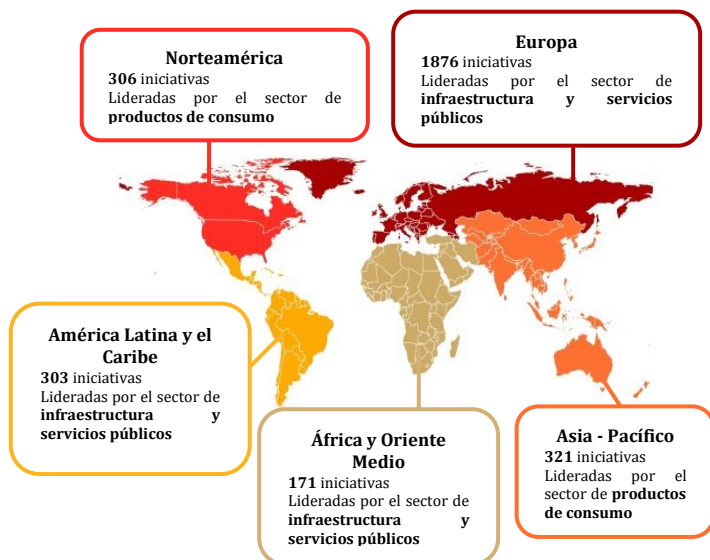 Norteamérica
306 iniciativas
Lideradas por el sector de
productos de consumo
Europa
1876 iniciativas
Lideradas por el sector de
infraestructura y servicios
públicos
América Latina y el
Caribe
303 iniciativas
Lideradas por el sector de
infraestructura y
servicios públicos
África y Oriente
Medio
171 iniciativas
Lideradas por el sector de
infraestructura y
servicios públicos
Asia - Pacífico
321 iniciativas
Lideradas por el
sector de productos
de consumo